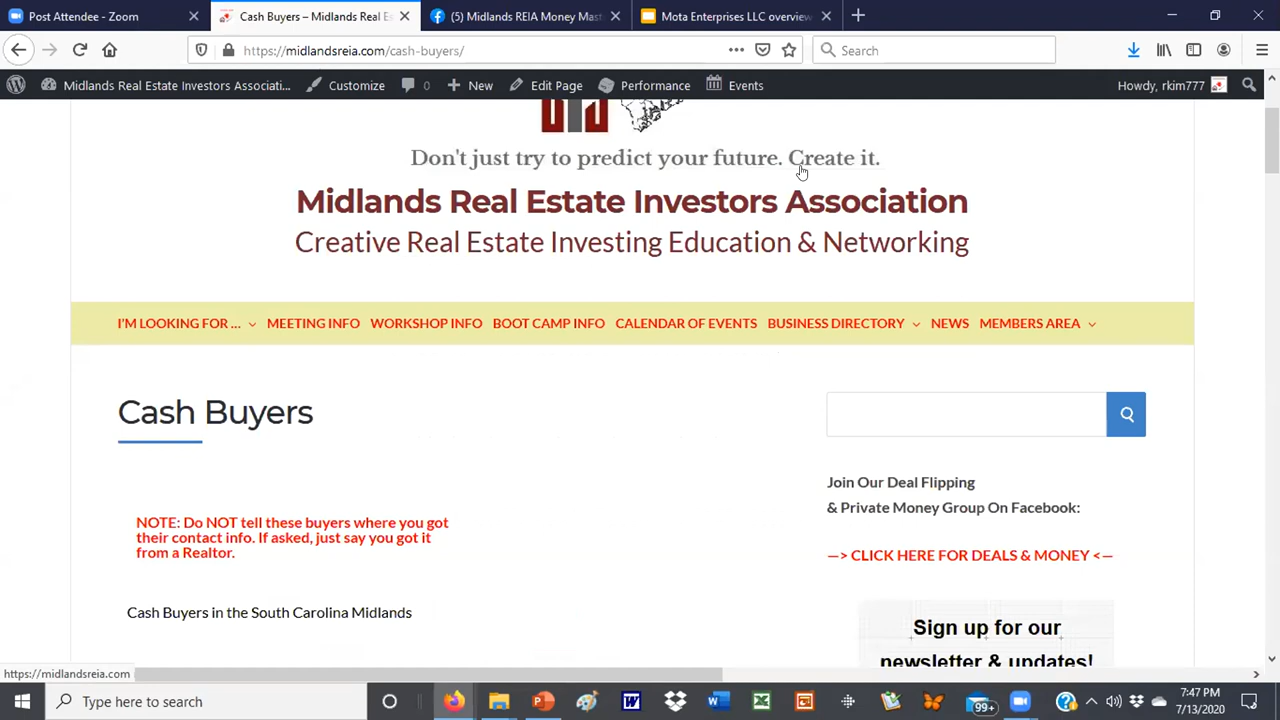 Post Attendee - Zoom
Cash Buyers – Midlands Real Es
(5) Midlands REIA Money Mast
Mota Enterprises LLC overview
https://midlandsreia.com/cash-buyers/
Search
Midlands Real Estate Investors Associati...
Customize
0
New
Edit Page
Performance
Events
Howdy, rkim777
Don't just try to predict your future. Create it.
Midlands Real Estate Investors Association
Creative Real Estate Investing Education & Networking
I'M LOOKING FOR ...
MEETING INFO
WORKSHOP INFO
BOOT CAMP INFO
CALENDAR OF EVENTS
BUSINESS DIRECTORY
NEWS
MEMBERS AREA
Cash Buyers
NOTE: Do NOT tell these buyers where you got
their contact info. If asked, just say you got it
from a Realtor.
Cash Buyers in the South Carolina Midlands
Join Our Deal Flipping
& Private Money Group On Facebook:
—> CLICK HERE FOR DEALS & MONEY <—
Sign up for our
newsletter & updates!
https://midlandsreia.com
Type here to search
99+
7:47 PM
7/13/2020